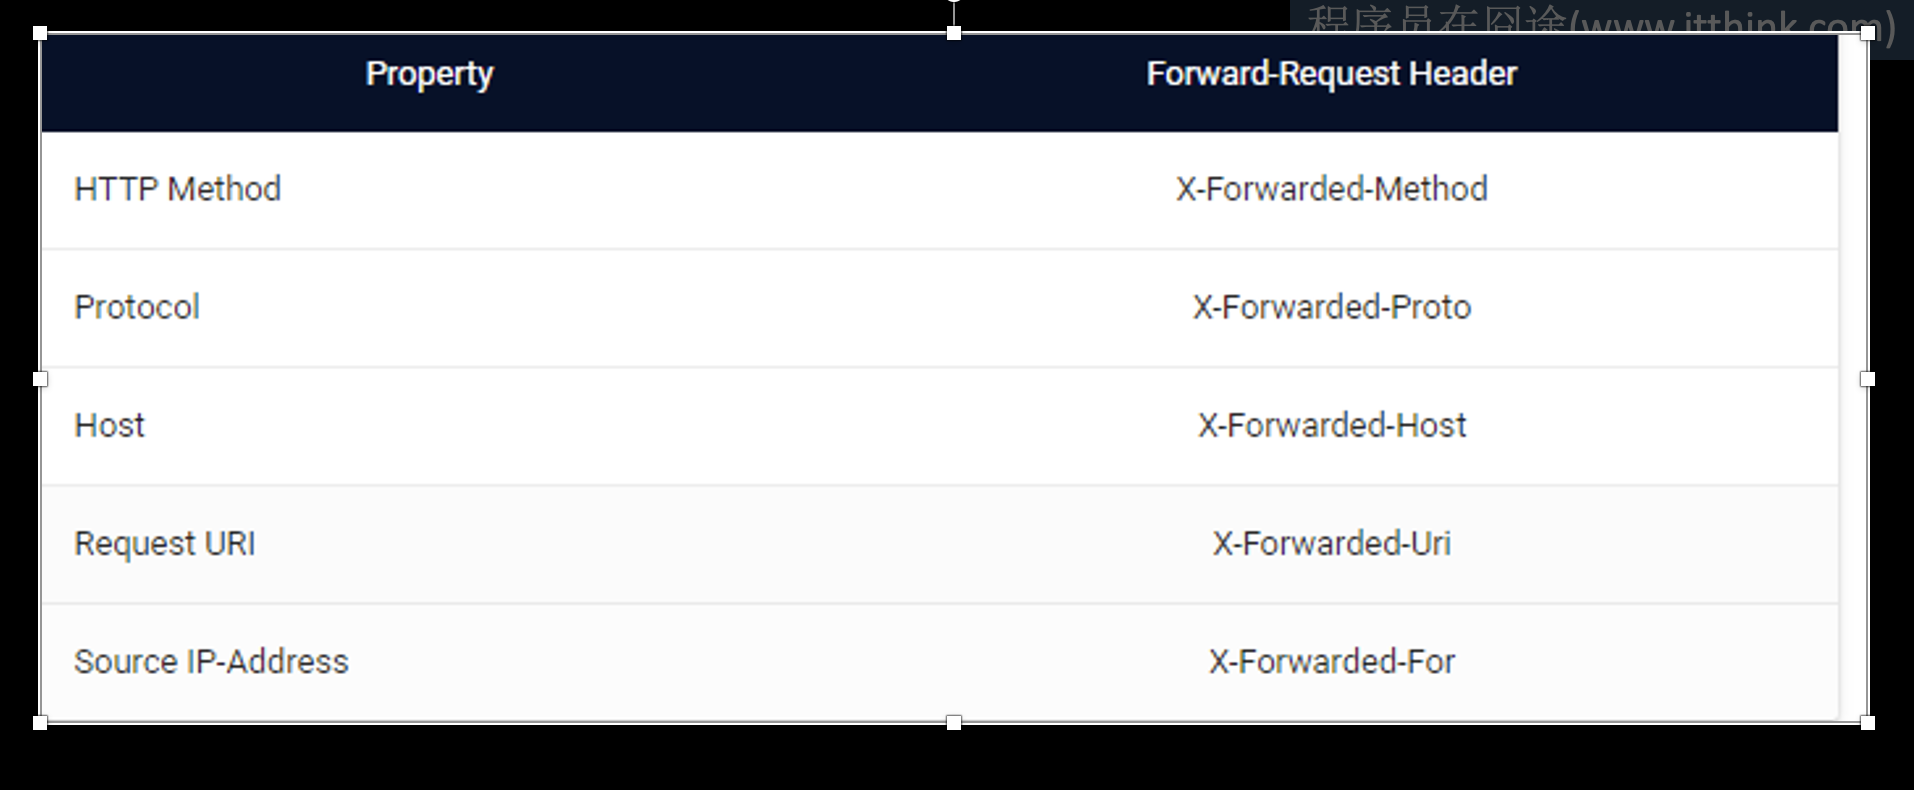 程序员在囧途(www.itthink.com)
Property Forward-Request Header
HTTP Method X-Forwarded-Method
Protocol X-Forwarded-Proto
Host X-Forwarded-Host
Request URI X-Forwarded-Uri
Source IP-Address X-Forwarded-For